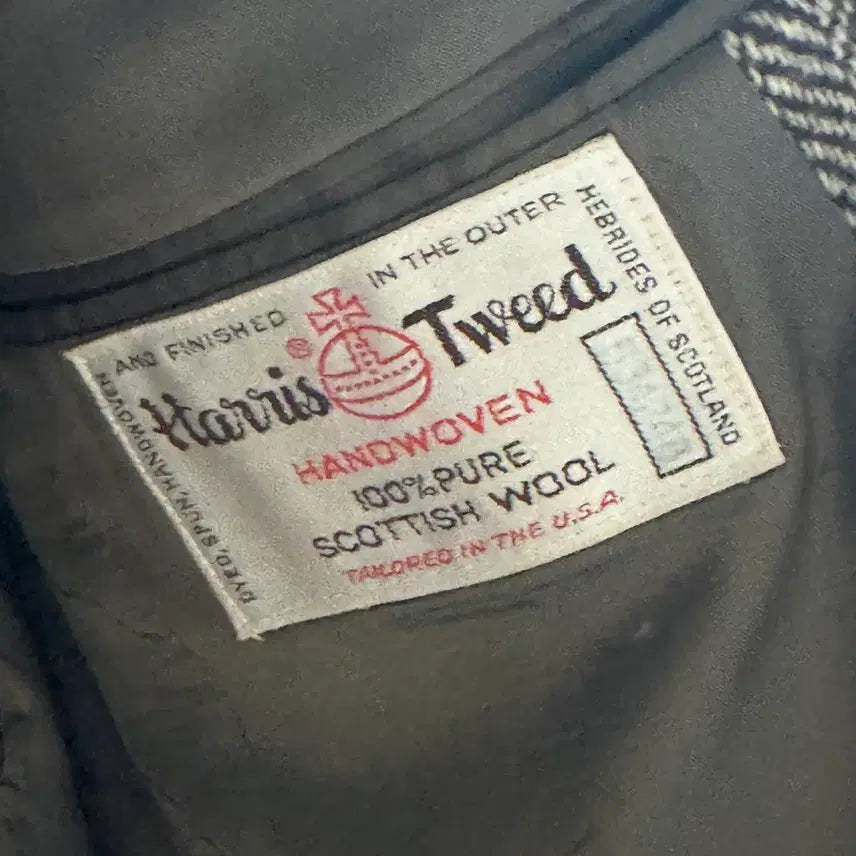 DYED, SPUN, HANDWOVEN
AND FINISHED
IN THE OUTER
HEBRIDES OF SCOTLAND
Harris Tweed
®
HANDWOVEN
100% PURE
SCOTTISH WOOL
TAILORED IN THE U.S.A.